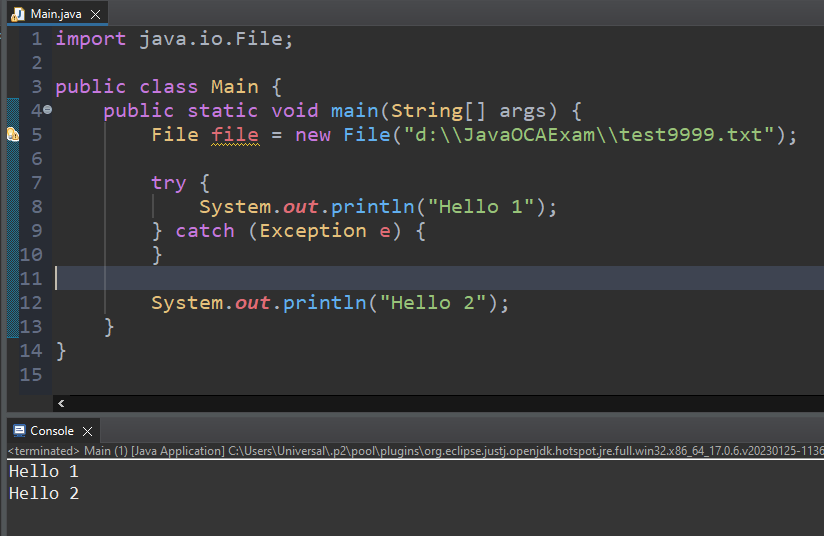 Main.java
1 import java.io.File;
2
3 public class Main {
4     public static void main(String[] args) {
5         File file = new File("d:\\JavaOCAExam\\test9999.txt");
6
7         try {
8             System.out.println("Hello 1");
9         } catch (Exception e) {
10         }
11
12         System.out.println("Hello 2");
13     }
14 }
15
Console
<terminated> Main (1) [Java Application] C:\Users\Universal\.p2\pool\plugins\org.eclipse.justj.openjdk.hotspot.jre.full.win32.x86_64_17.0.6.v20230125-1136
Hello 1
Hello 2